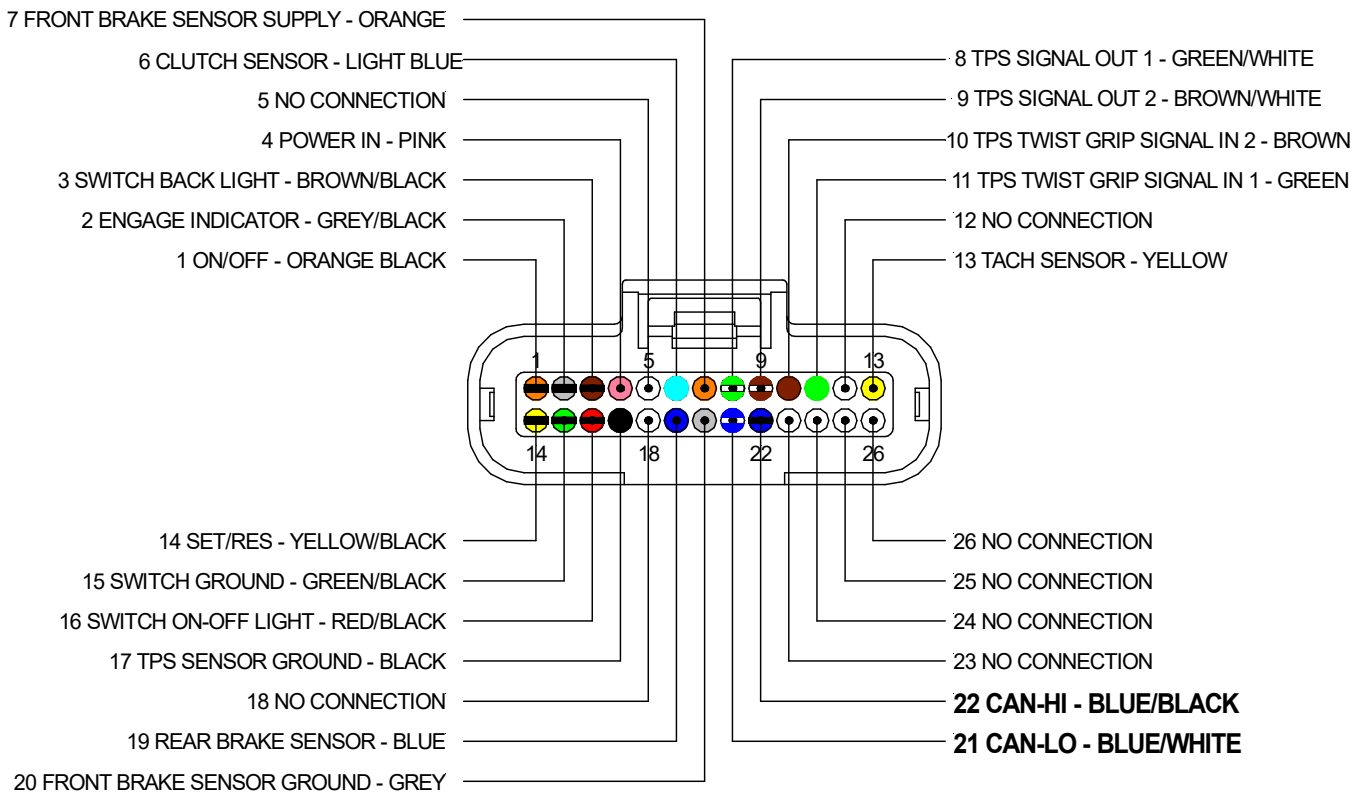 7 FRONT BRAKE SENSOR SUPPLY - ORANGE
6 CLUTCH SENSOR - LIGHT BLUE
5 NO CONNECTION
4 POWER IN - PINK
3 SWITCH BACK LIGHT - BROWN/BLACK
2 ENGAGE INDICATOR - GREY/BLACK
1 ON/OFF - ORANGE BLACK
8 TPS SIGNAL OUT 1 - GREEN/WHITE
9 TPS SIGNAL OUT 2 - BROWN/WHITE
10 TPS TWIST GRIP SIGNAL IN 2 - BROWN
11 TPS TWIST GRIP SIGNAL IN 1 - GREEN
12 NO CONNECTION
13 TACH SENSOR - YELLOW
1 5 9 13
14 18 22 26
14 SET/RES - YELLOW/BLACK
15 SWITCH GROUND - GREEN/BLACK
16 SWITCH ON-OFF LIGHT - RED/BLACK
17 TPS SENSOR GROUND - BLACK
18 NO CONNECTION
19 REAR BRAKE SENSOR - BLUE
20 FRONT BRAKE SENSOR GROUND - GREY
26 NO CONNECTION
25 NO CONNECTION
24 NO CONNECTION
23 NO CONNECTION
22 CAN-HI - BLUE/BLACK
21 CAN-LO - BLUE/WHITE